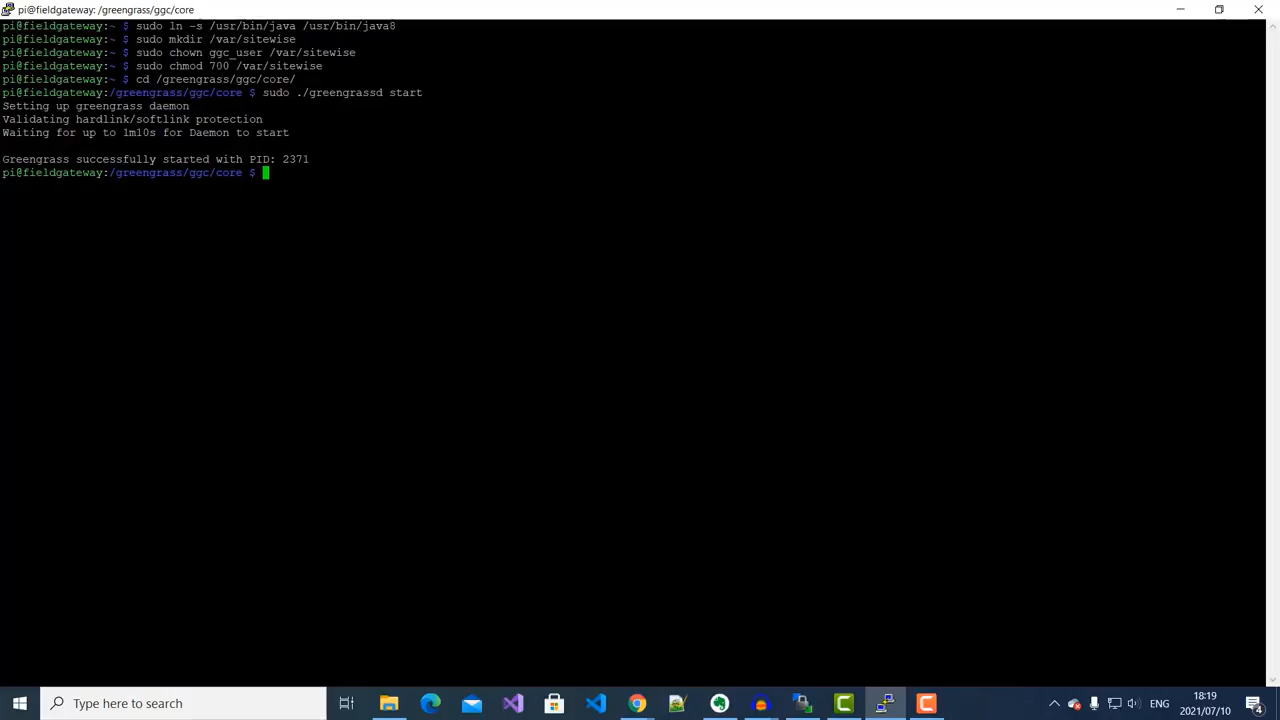 pi@fieldgateway: /greengrass/ggc/core
pi@fieldgateway:~ $ sudo ln -s /usr/bin/java /usr/bin/java8
pi@fieldgateway:~ $ sudo mkdir /var/sitewise
pi@fieldgateway:~ $ sudo chown ggc_user /var/sitewise
pi@fieldgateway:~ $ sudo chmod 700 /var/sitewise
pi@fieldgateway:~ $ cd /greengrass/ggc/core/
pi@fieldgateway:/greengrass/ggc/core $ sudo ./greengrassd start
Setting up greengrass daemon
Validating hardlink/softlink protection
Waiting for up to 1m10s for Daemon to start
Greengrass successfully started with PID: 2371
pi@fieldgateway:/greengrass/ggc/core $
Type here to search
ENG
18:19
2021/07/10
4